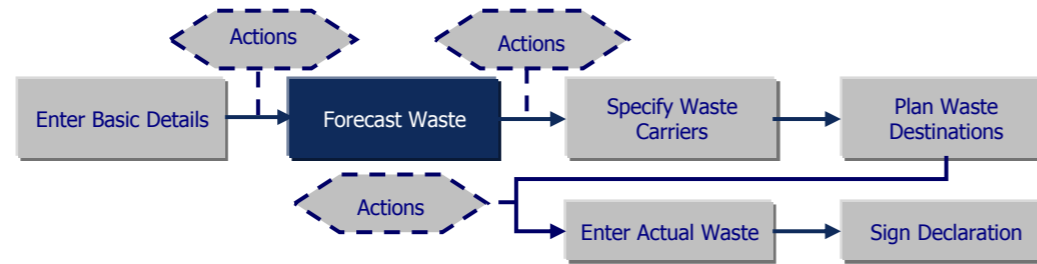 Actions
Actions
Enter Basic Details
Forecast Waste
Specify Waste
Carriers
Plan Waste
Destinations
Actions
Enter Actual Waste
Sign Declaration